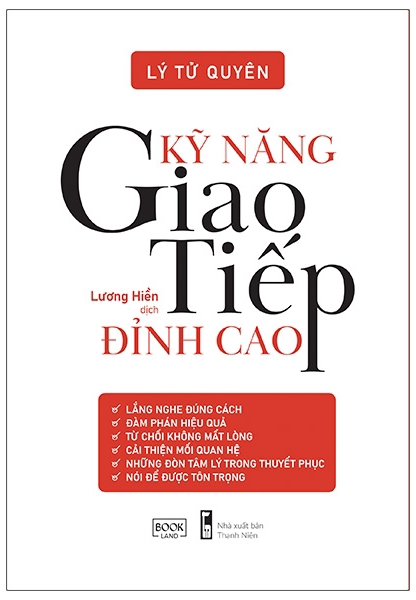 LÝ TỬ QUYÊN
KỸ NĂNG
Giao
Tiếp
Lương Hiền
dịch
ĐỈNH CAO
LẮNG NGHE ĐÚNG CÁCH
ĐÀM PHÁN HIỆU QUẢ
TỪ CHỐI KHÔNG MẤT LÒNG
CẢI THIỆN MỐI QUAN HỆ
NHỮNG ĐÒN TÂM LÝ TRONG THUYẾT PHỤC
NÓI ĐỂ ĐƯỢC TÔN TRỌNG
BOOK
LAND
Nhà xuất bản
Thanh Niên